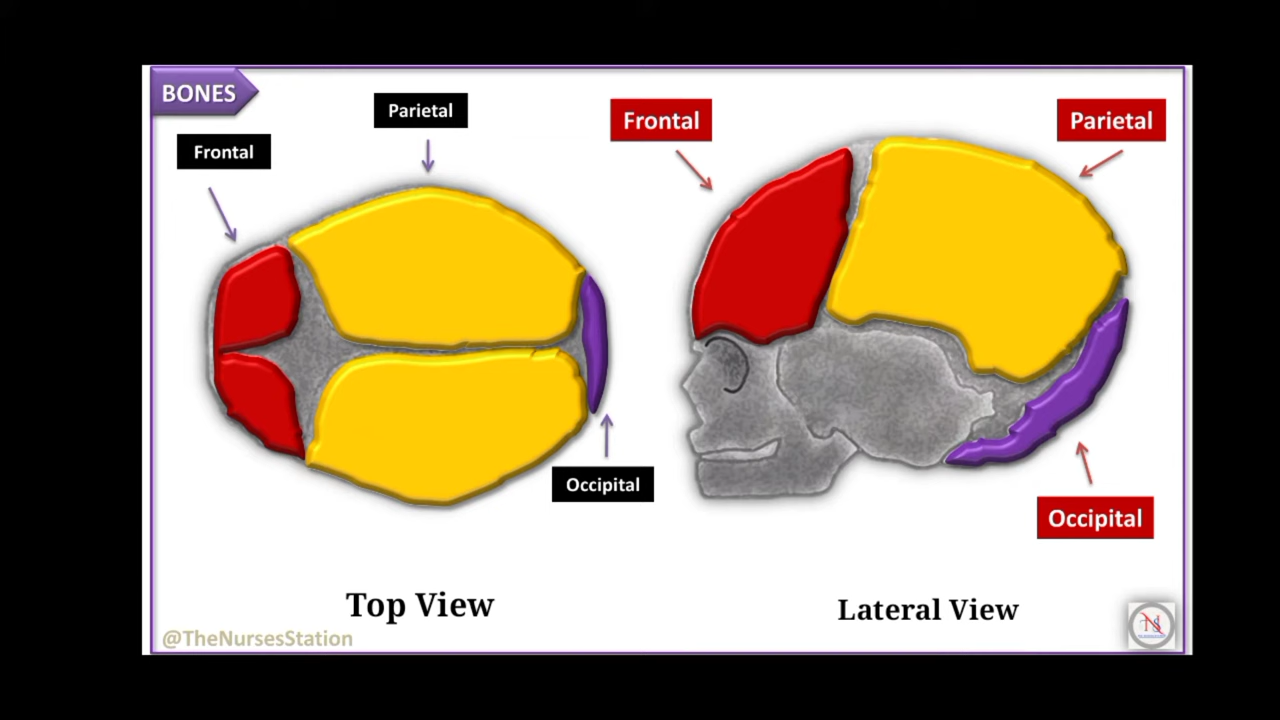 BONES
Parietal
Frontal
Frontal
Parietal
Occipital
Occipital
Top View
Lateral View
@TheNursesStation